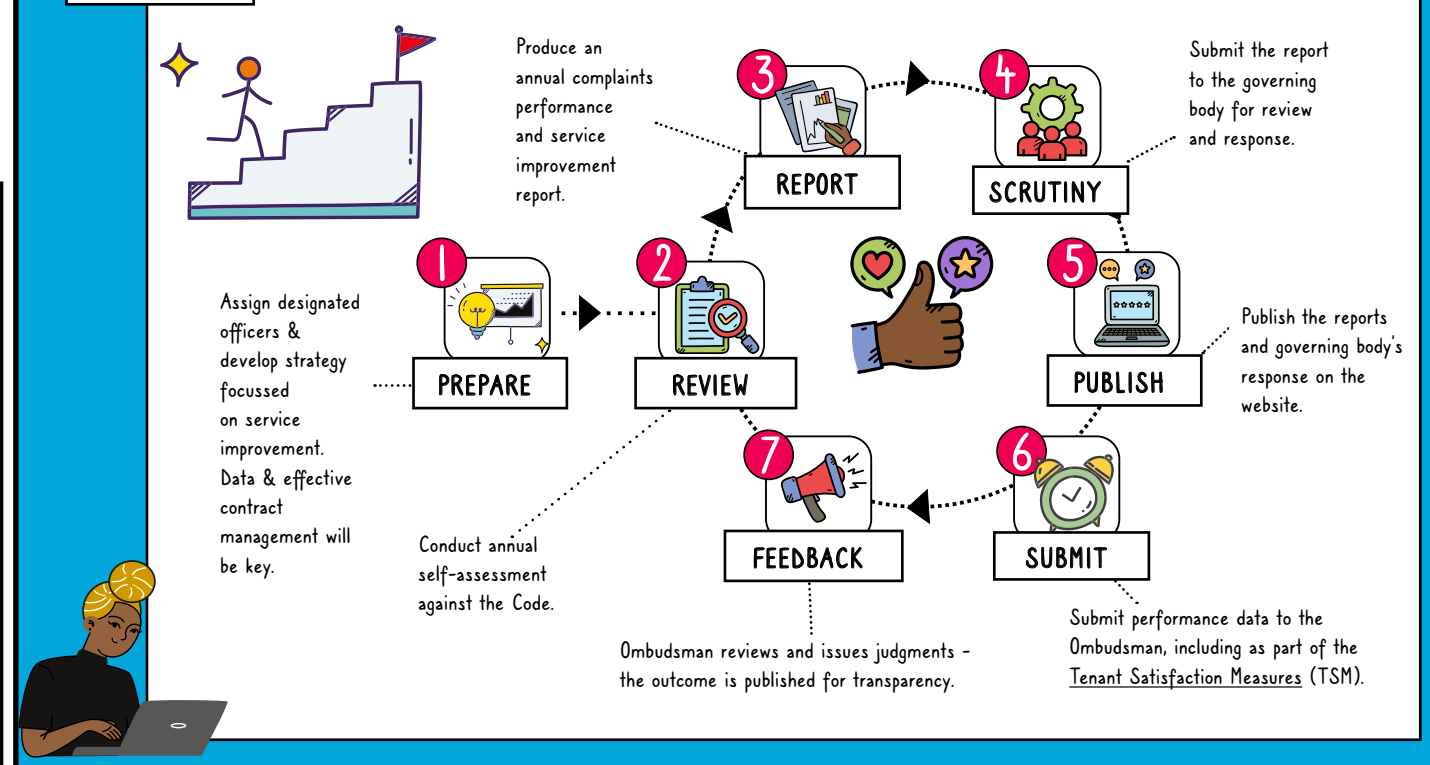 1
PREPARE
Assign designated
officers &
develop strategy
focussed
on service
improvement.
Data & effective
contract
management will
be key.
2
REVIEW
Conduct annual
self-assessment
against the Code.
3
REPORT
Produce an
annual complaints
performance
and service
improvement
report.
4
SCRUTINY
Submit the report
to the governing
body for review
and response.
5
PUBLISH
Publish the reports
and governing body's
response on the
website.
6
SUBMIT
Submit performance data to the
Ombudsman, including as part of the
Tenant Satisfaction Measures (TSM).
7
FEEDBACK
Ombudsman reviews and issues judgments -
the outcome is published for transparency.